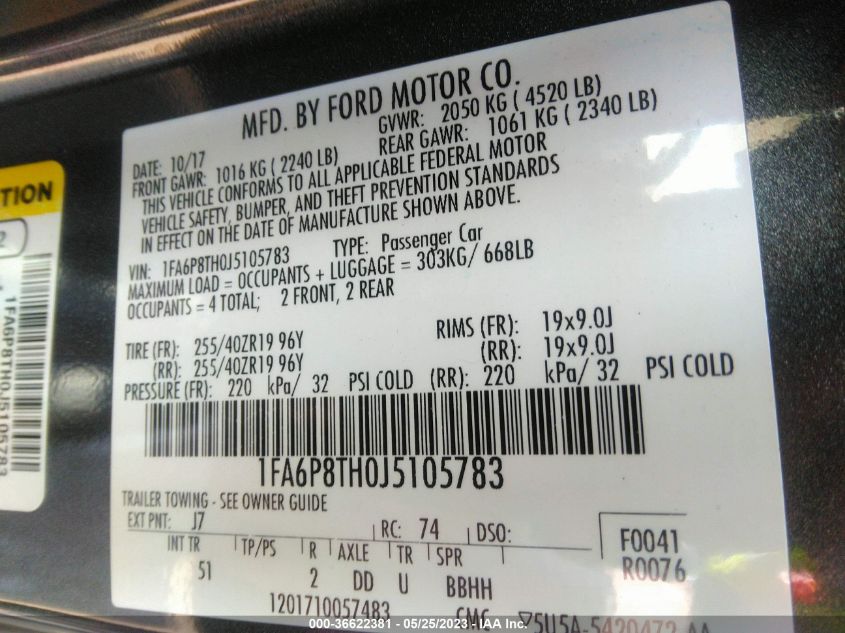 MFD. BY FORD MOTOR CO.
DATE: 10/17 GVWR: 2050 KG ( 4520 LB)
FRONT GAWR: 1016 KG ( 2240 LB) REAR GAWR: 1061 KG ( 2340 LB)
THIS VEHICLE CONFORMS TO ALL APPLICABLE FEDERAL MOTOR
VEHICLE SAFETY, BUMPER, AND THEFT PREVENTION STANDARDS
IN EFFECT ON THE DATE OF MANUFACTURE SHOWN ABOVE.
VIN: 1FA6P8TH0J5105783 TYPE: Passenger Car
MAXIMUM LOAD = OCCUPANTS + LUGGAGE = 303KG/ 668LB
OCCUPANTS = 4 TOTAL; 2 FRONT, 2 REAR
TIRE (FR): 255/40ZR19 96Y RIMS (FR): 19x9.0J
(RR): 255/40ZR19 96Y (RR): 19x9.0J
PRESSURE (FR): 220 kPa/ 32 PSI COLD (RR): 220 kPa/ 32 PSI COLD
1FA6P8TH0J5105783
TRAILER TOWING - SEE OWNER GUIDE
EXT PNT: J7 RC: 74 DSO: F0041
INT TR TP/PS R AXLE TR SPR R0076
51 2 DD U BBHH
1201710057483 CMC 5U5A-5420472-AA
TION
2
1FA6P8TH0J5105783
000-36622381 - 05/25/2023 - IAA Inc.